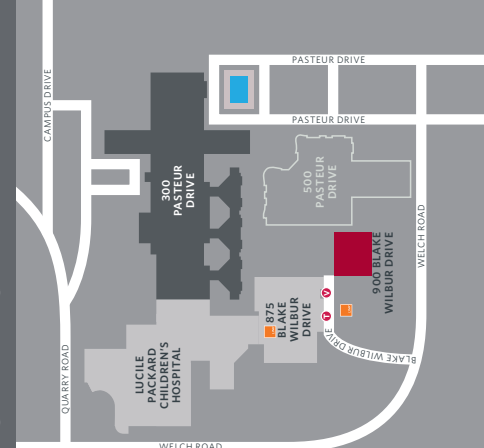 PASTEUR DRIVE
CAMPUS DRIVE
PASTEUR DRIVE
300
PASTEUR
DRIVE
500
PASTEUR
DRIVE
WELCH ROAD
900 BLAKE
WILBUR DRIVE
875
BLAKE
WILBUR
DRIVE
BLAKE WILBUR DRIVE
LUCILE
PACKARD
CHILDREN'S
HOSPITAL
QUARRY ROAD
WELCH ROAD